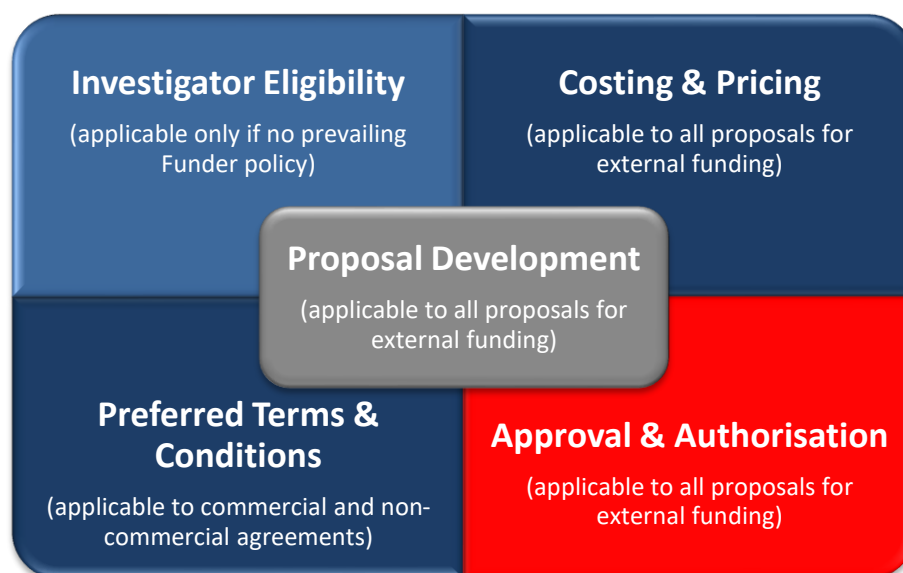 Investigator Eligibility
(applicable only if no prevailing
Funder policy)
Costing & Pricing
(applicable to all proposals for
external funding)
Proposal Development
(applicable to all proposals for
external funding)
Preferred Terms &
Conditions
(applicable to commercial and non-
commercial agreements)
Approval & Authorisation
(applicable to all proposals for
external funding)